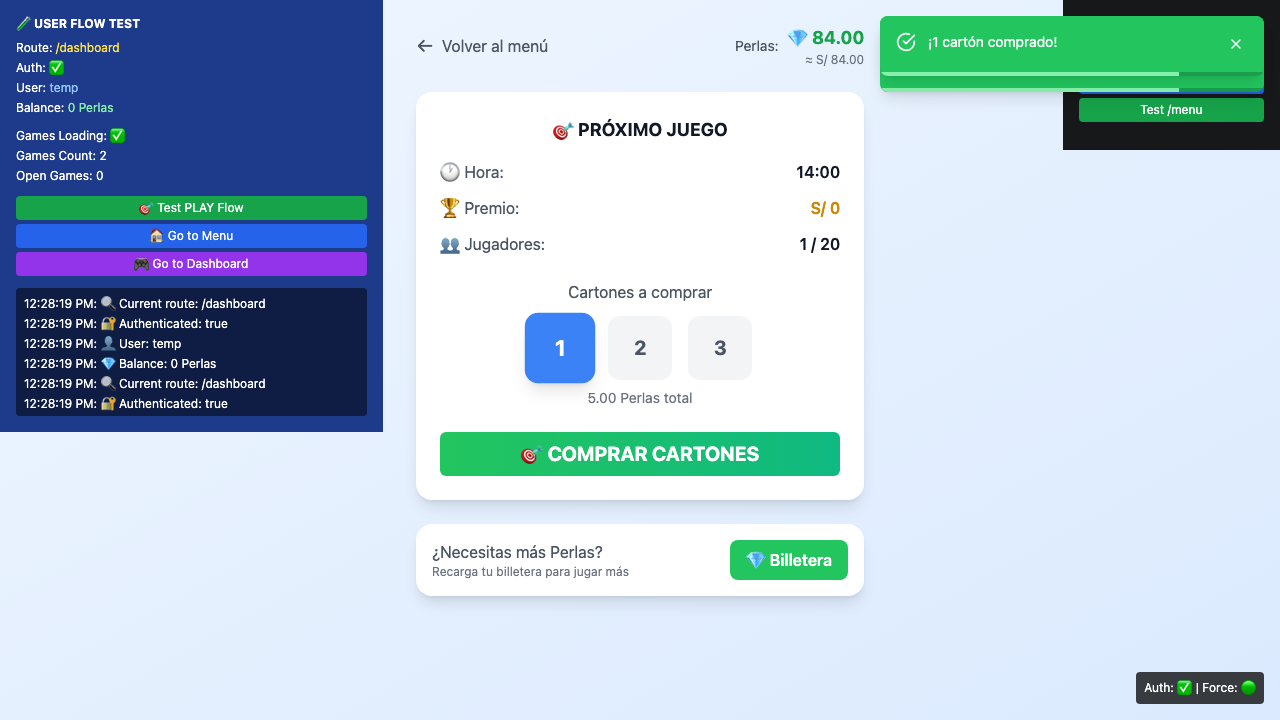 USER FLOW TEST
Route: /dashboard
Auth: ✅
User: temp
Balance: 0 Perlas
Games Loading: ✅
Games Count: 2
Open Games: 0
🎯 Test PLAY Flow
🏠 Go to Menu
🎮 Go to Dashboard
12:28:19 PM: 🔍 Current route: /dashboard
12:28:19 PM: 🔐 Authenticated: true
12:28:19 PM: 👤 User: temp
12:28:19 PM: 💎 Balance: 0 Perlas
12:28:19 PM: 🔍 Current route: /dashboard
12:28:19 PM: 🔐 Authenticated: true
← Volver al menú
Perlas: 💎 84.00
≈ S/ 84.00
🎯 PRÓXIMO JUEGO
🕐 Hora: 14:00
🏆 Premio: S/ 0
👥 Jugadores: 1 / 20
Cartones a comprar
1 2 3
5.00 Perlas total
🎯 COMPRAR CARTONES
¿Necesitas más Perlas?
Recarga tu billetera para jugar más
💎 Billetera
¡1 cartón comprado!
Test /menu
Auth: ✅ | Force: 🟢